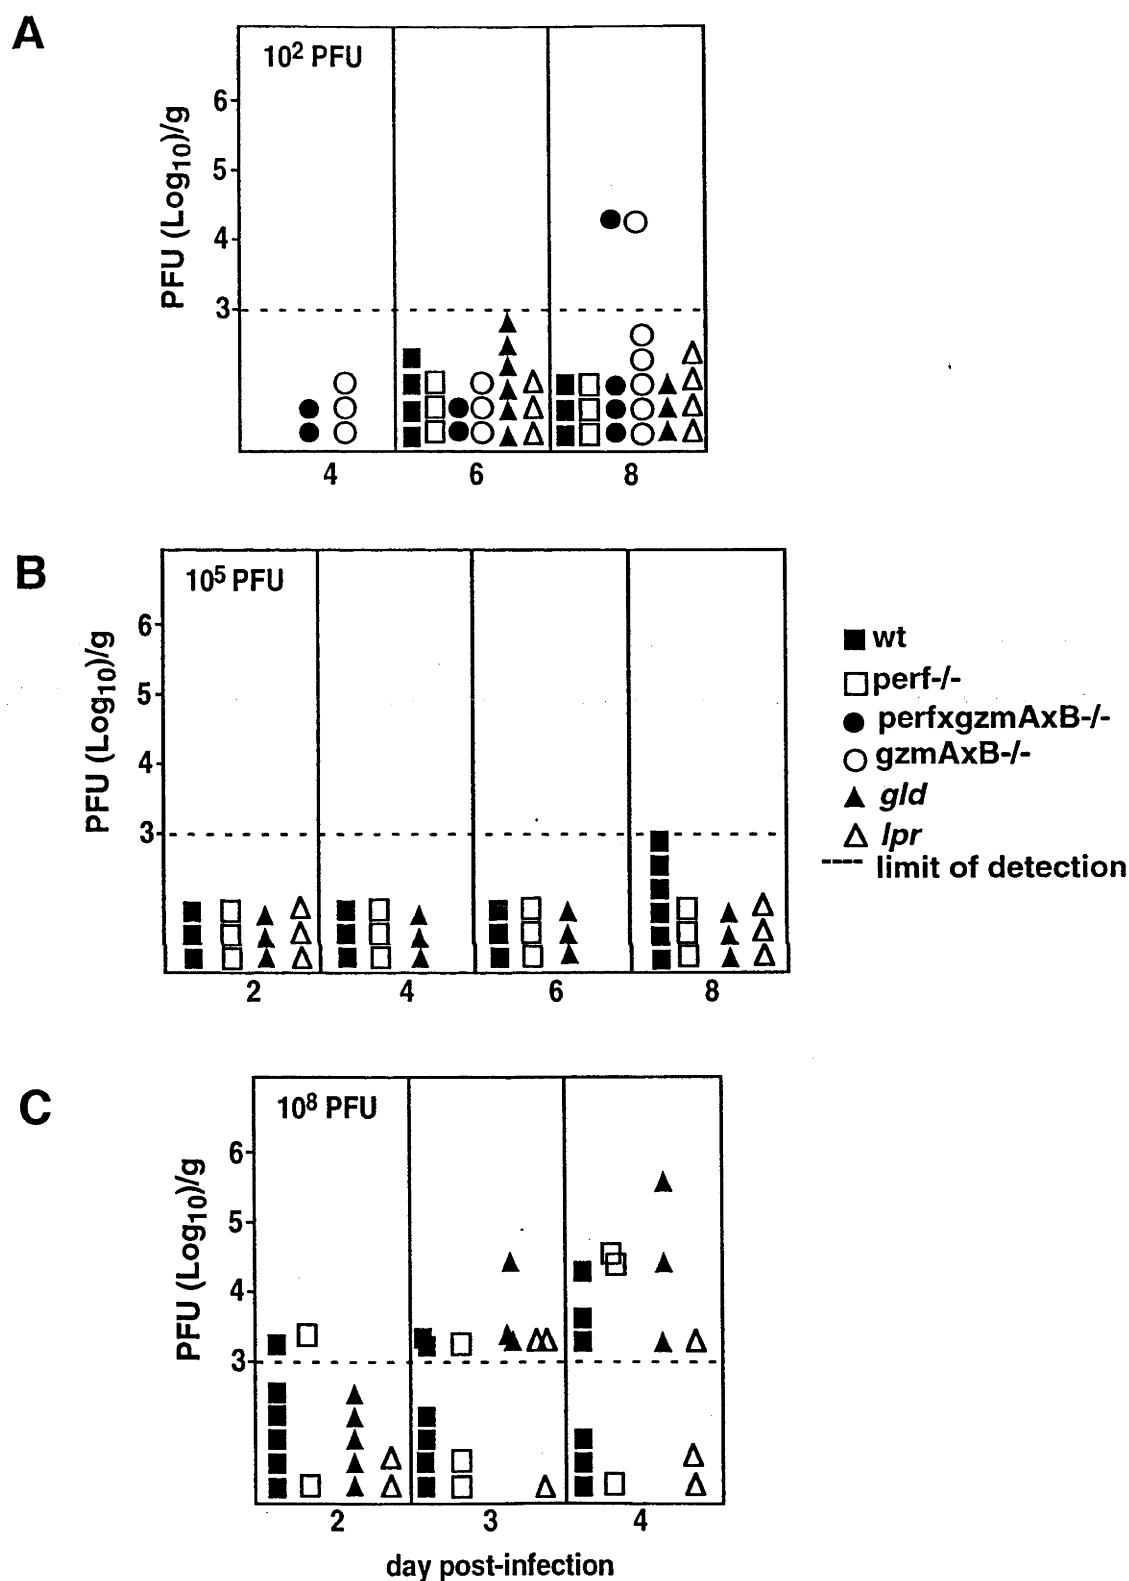 A
10² PFU
PFU (Log₁₀)/g
6
5
4
3
4 6 8
B
10⁵ PFU
PFU (Log₁₀)/g
6
5
4
3
2 4 6 8
wt
perf-/-
perfxgzmAxB-/-
gzmAxB-/-
gld
lpr
limit of detection
C
10⁸ PFU
PFU (Log₁₀)/g
6
5
4
3
2 3 4
day post-infection